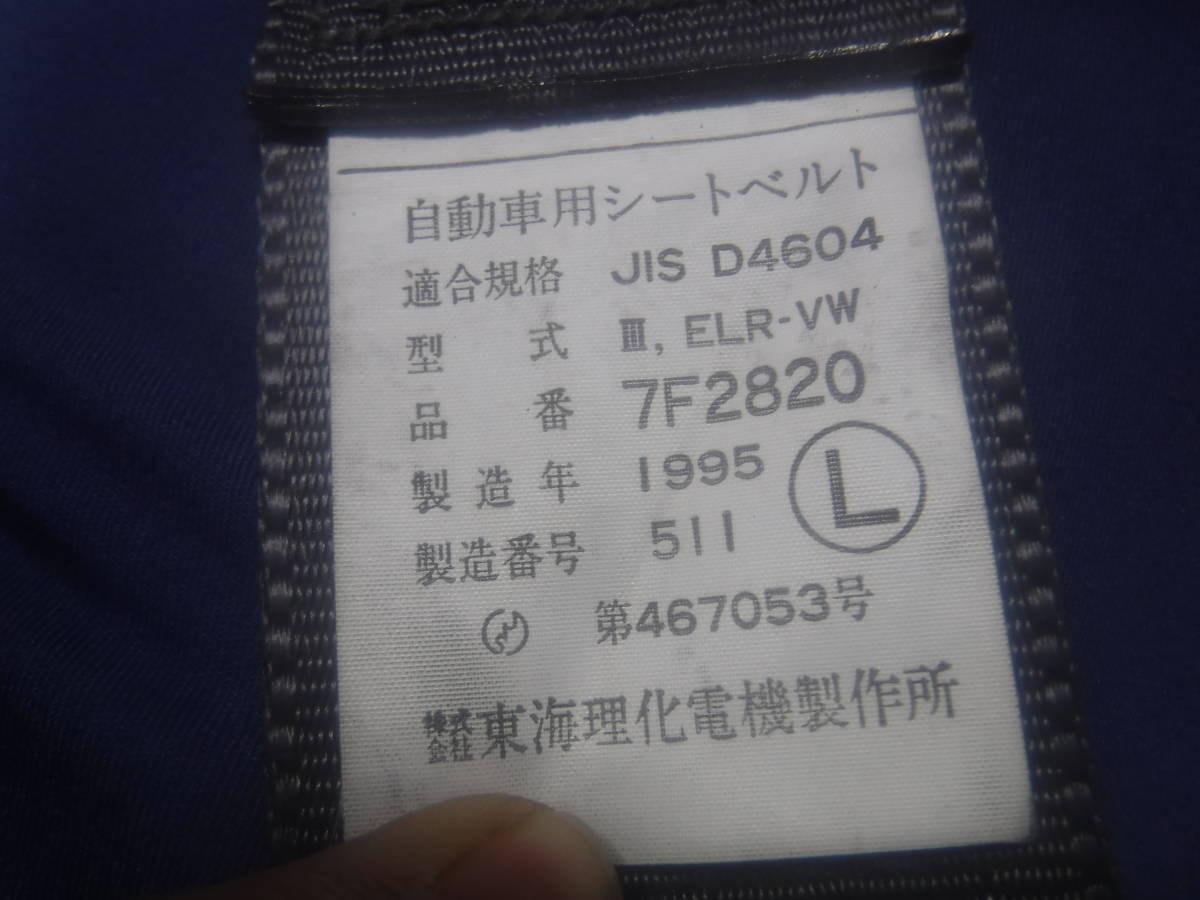 自動車用シートベルト
適合規格 JIS D4604
型式 Ⅲ, ELR-VW
品番 7F2820
製造年 1995
製造番号 511 L
第467053号
株式会社 東海理化電機製作所